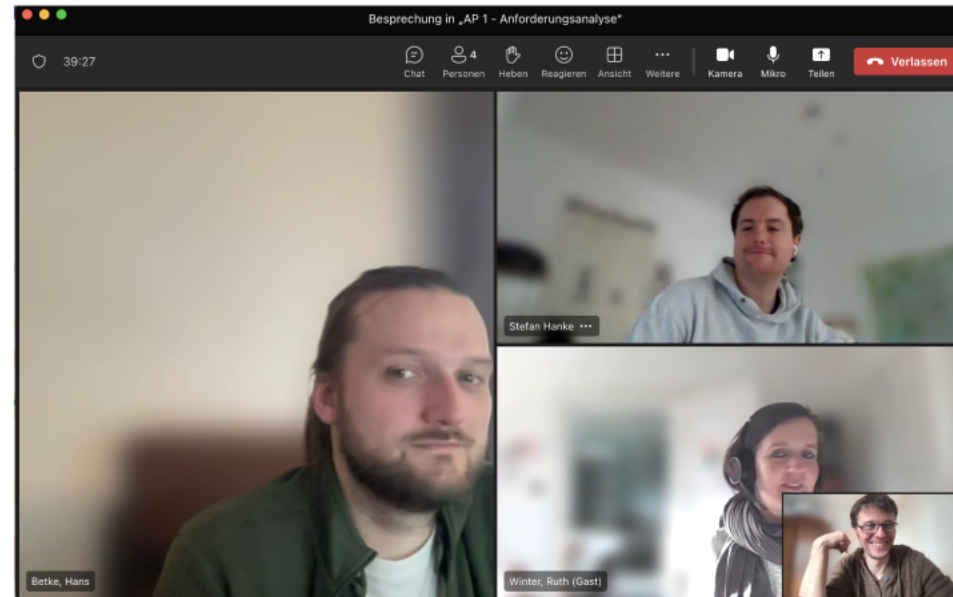 Besprechung in „AP 1 - Anforderungsanalyse“
39:27
Chat
4
Personen
Heben
Reagieren
Ansicht
Weitere
Kamera
Mikro
Teilen
Verlassen
Stefan Hanke
Betke, Hans
Winter, Ruth (Gast)